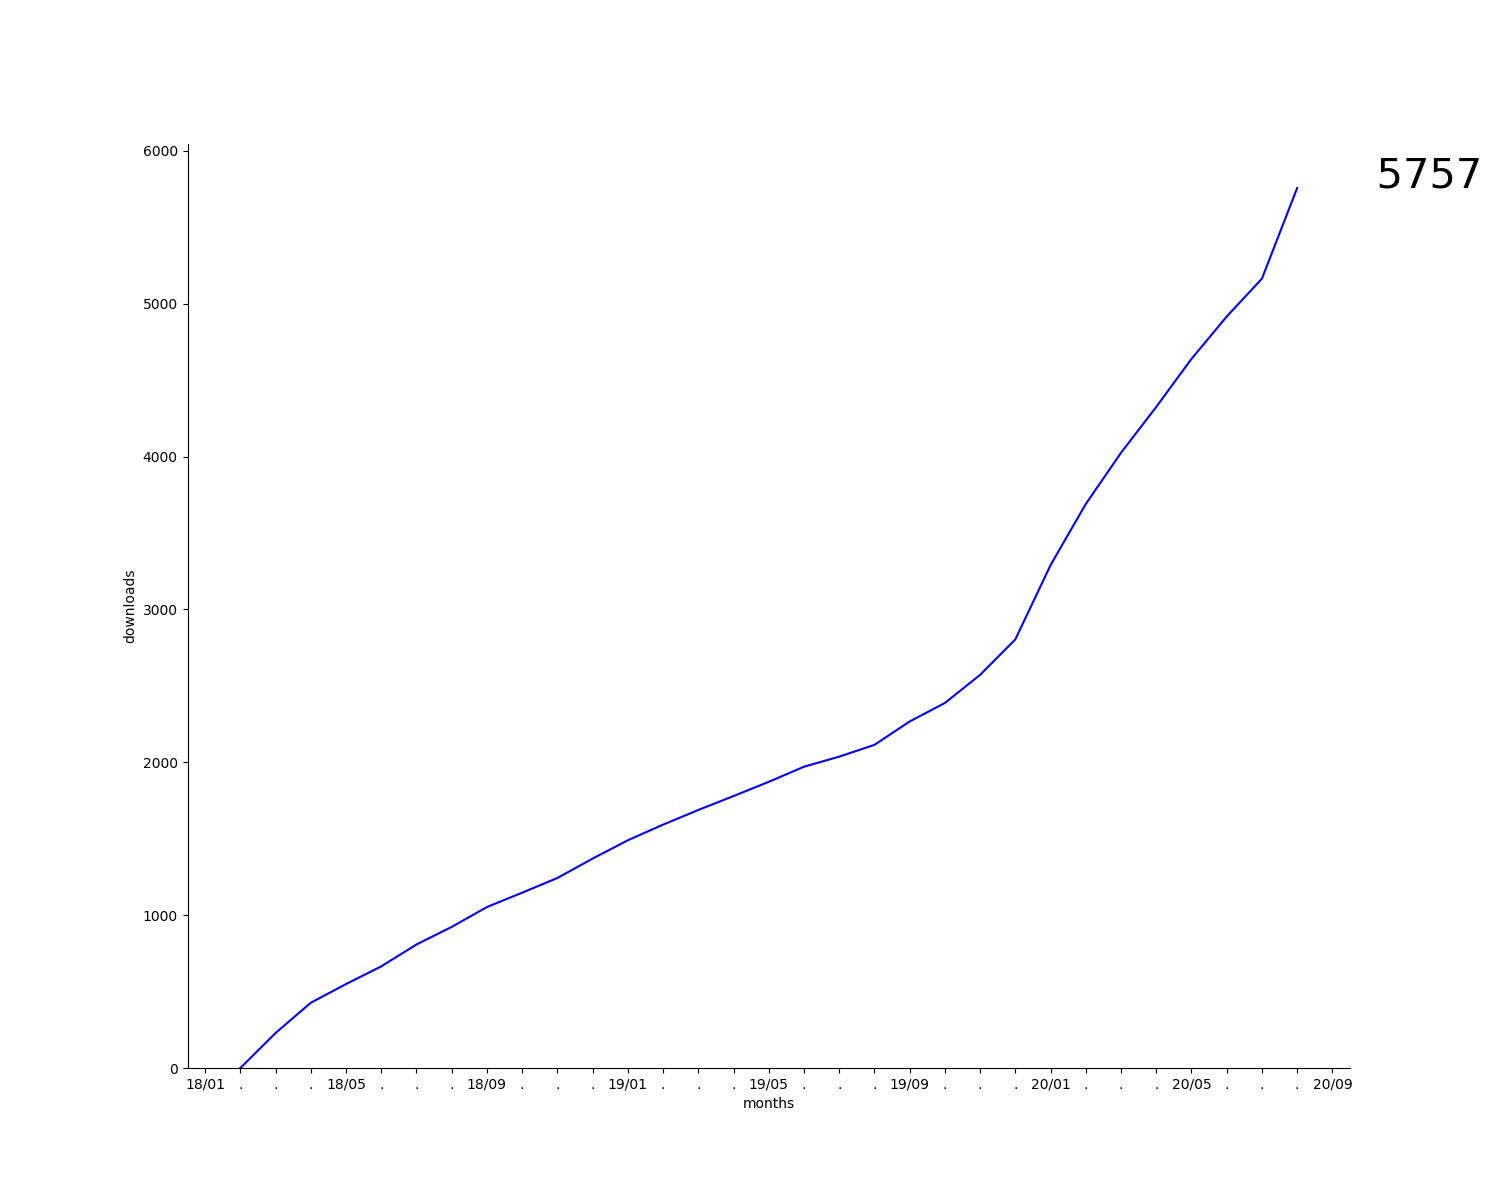 6000
5757
5000
4000
3000
downloads
2000
1000
0
18/01 . . . 18/05 . . . 18/09 . . . 19/01 . . . 19/05 . . . 19/09 . . . 20/01 . . . 20/05 . . . 20/09
months